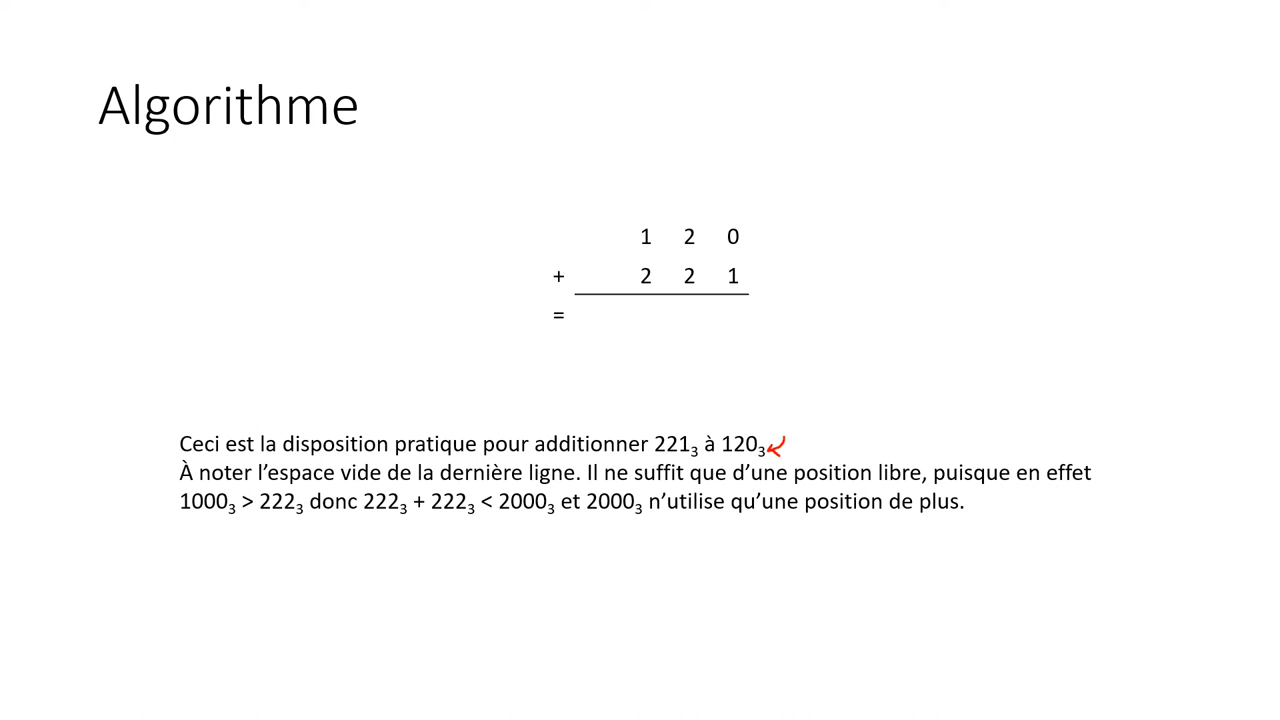 Algorithme
1 2 0
+ 2 2 1
=
Ceci est la disposition pratique pour additionner 221₃ à 120₃
À noter l’espace vide de la dernière ligne. Il ne suffit que d’une position libre, puisque en effet
1000₃ > 222₃ donc 222₃ + 222₃ < 2000₃ et 2000₃ n’utilise qu’une position de plus.